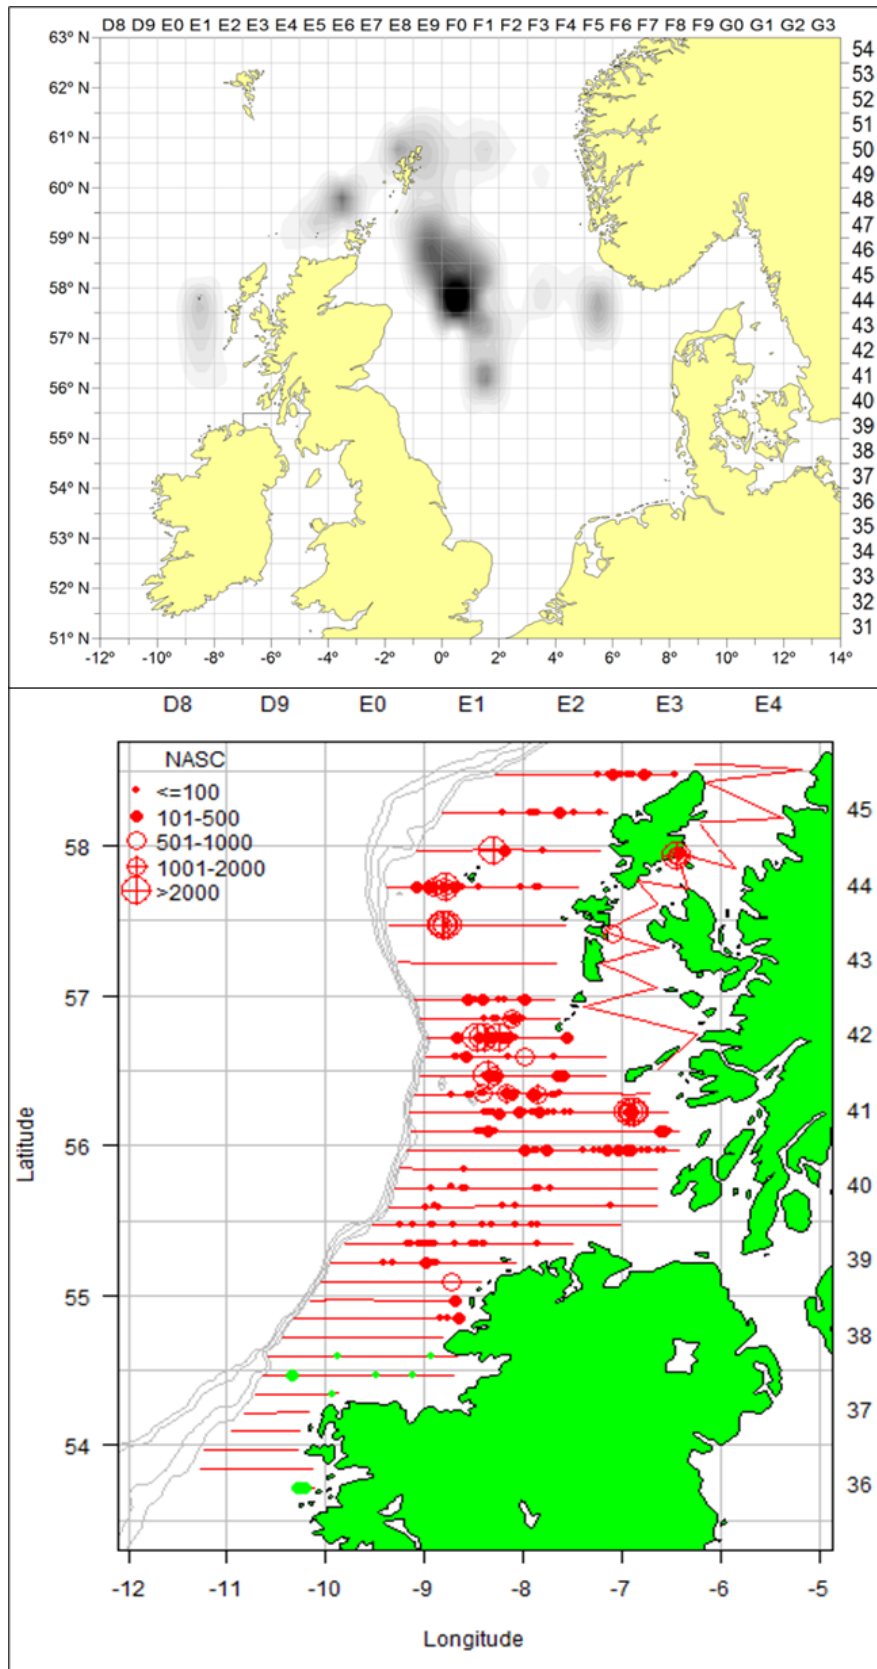 D8 D9 E0 E1 E2 E3 E4 E5 E6 E7 E8 E9 F0 F1 F2 F3 F4 F5 F6 F7 F8 F9 G0 G1 G2 G3
63° N
54
53
62° N
52
51
61° N
50
49
60° N
48
47
59° N
46
45
58° N
44
43
57° N
42
41
56° N
40
39
55° N
38
37
54° N
36
35
53° N
34
33
52° N
32
31
51° N
-12° -10° -8° -6° -4° -2° 0° 2° 4° 6° 8° 10° 12° 14°
D8 D9 E0 E1 E2 E3 E4
NASC
<=100
101-500
501-1000
1001-2000
>2000
45
58
44
43
57
42
41
56
40
39
55
38
37
54
36
Latitude
-12 -11 -10 -9 -8 -7 -6 -5
Longitude